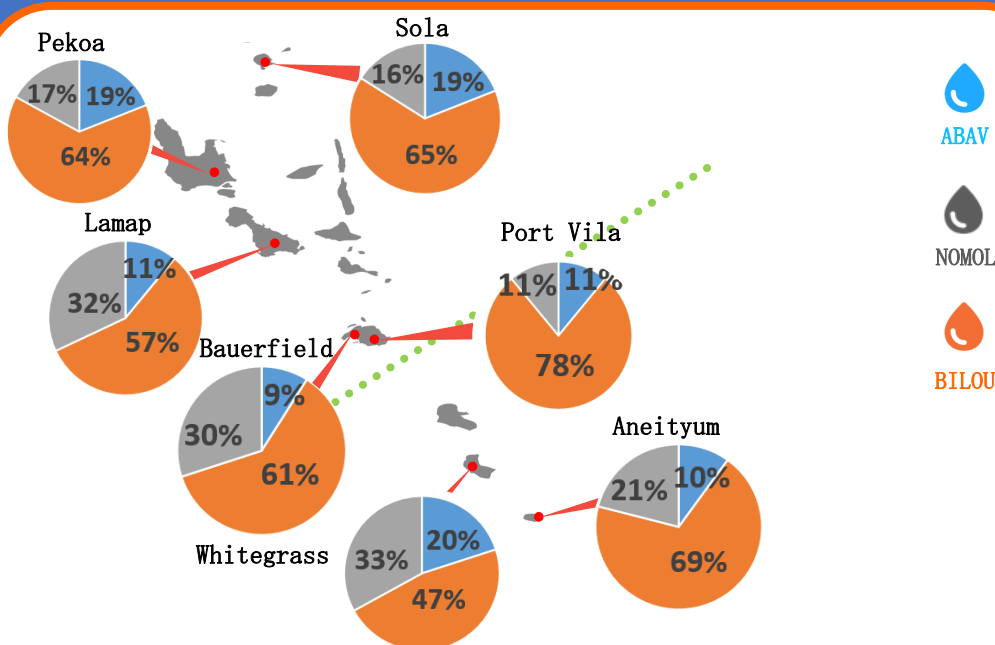 Sola
Pekoa
16%
19%
65%
17%
19%
64%
ABAV
Lamap
11%
32%
57%
Port Vila
11%
11%
78%
NOMOL
Bauerfield
9%
30%
61%
BILOU
Aneityum
10%
21%
69%
Whitegrass
20%
33%
47%